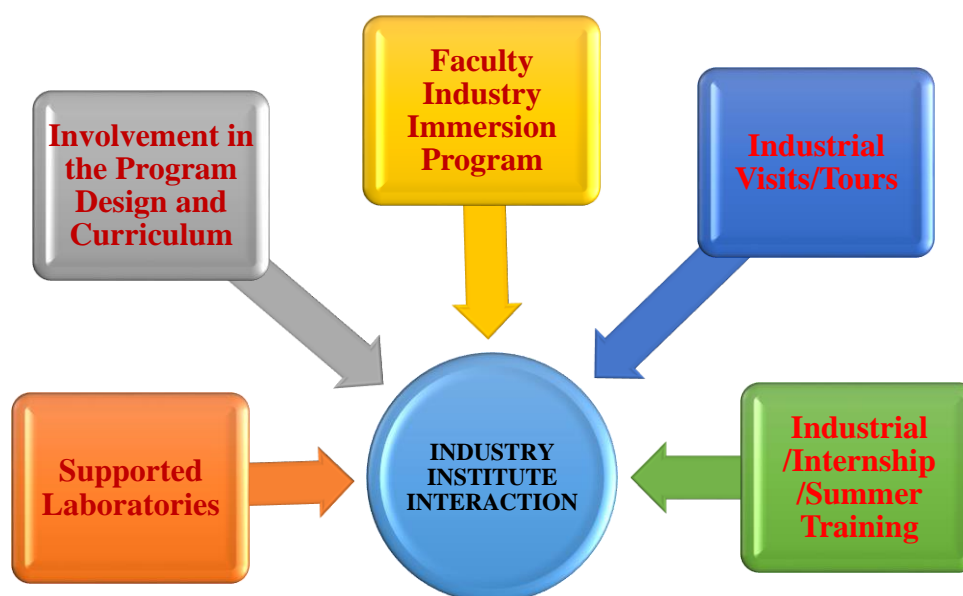 Faculty
Industry
Immersion
Program
Involvement in
the Program
Design and
Curriculum
Industrial
Visits/Tours
Supported
Laboratories
INDUSTRY
INSTITUTE
INTERACTION
Industrial
/Internship
/Summer
Training